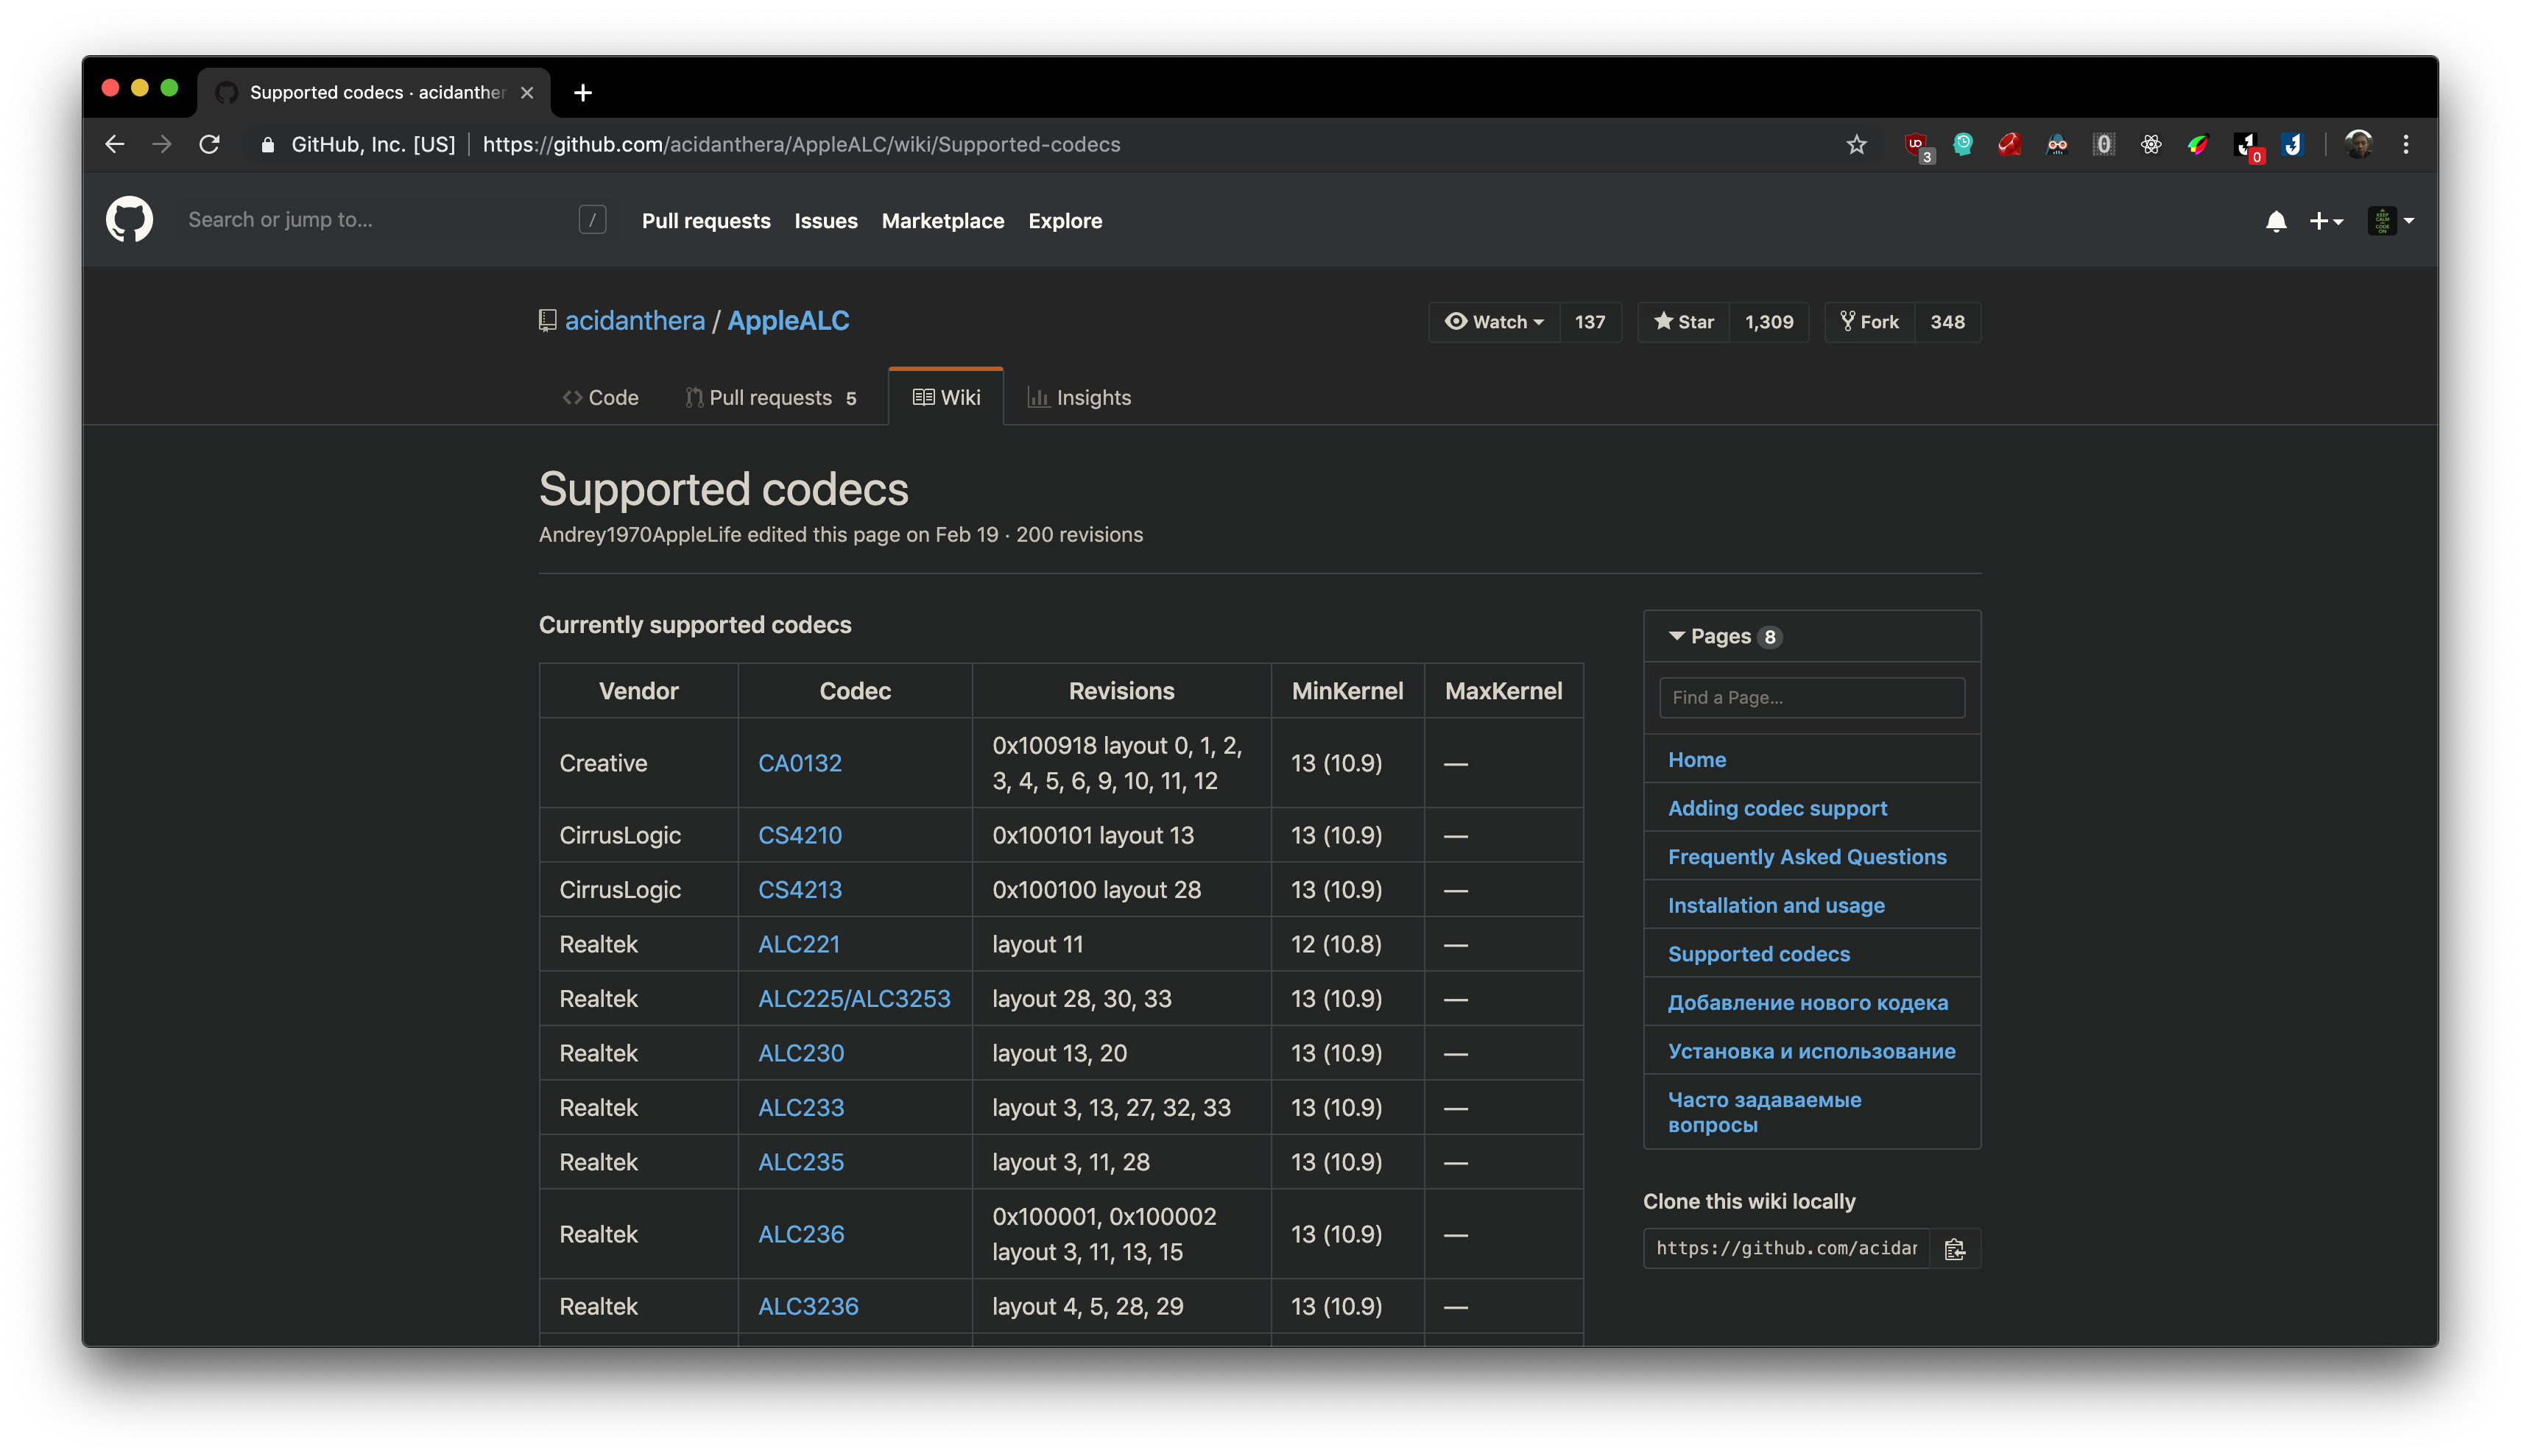 Supported codecs · acidanther
GitHub, Inc. [US] | https://github.com/acidanthera/AppleALC/wiki/Supported-codecs
3
0
Search or jump to...
/
Pull requests Issues Marketplace Explore
KEEP CALM CODE ON
acidanthera / AppleALC
Watch 137 Star 1,309 Fork 348
Code Pull requests 5 Wiki Insights
Supported codecs
Andrey1970AppleLife edited this page on Feb 19 · 200 revisions
Currently supported codecs
Vendor Codec Revisions MinKernel MaxKernel
Creative CA0132 0x100918 layout 0, 1, 2,
3, 4, 5, 6, 9, 10, 11, 12 13 (10.9) —
CirrusLogic CS4210 0x100101 layout 13 13 (10.9) —
CirrusLogic CS4213 0x100100 layout 28 13 (10.9) —
Realtek ALC221 layout 11 12 (10.8) —
Realtek ALC225/ALC3253 layout 28, 30, 33 13 (10.9) —
Realtek ALC230 layout 13, 20 13 (10.9) —
Realtek ALC233 layout 3, 13, 27, 32, 33 13 (10.9) —
Realtek ALC235 layout 3, 11, 28 13 (10.9) —
Realtek ALC236 0x100001, 0x100002
layout 3, 11, 13, 15 13 (10.9) —
Realtek ALC3236 layout 4, 5, 28, 29 13 (10.9) —
Pages 8
Find a Page...
Home
Adding codec support
Frequently Asked Questions
Installation and usage
Supported codecs
Добавление нового кодека
Установка и использование
Часто задаваемые
вопросы
Clone this wiki locally
https://github.com/acidar